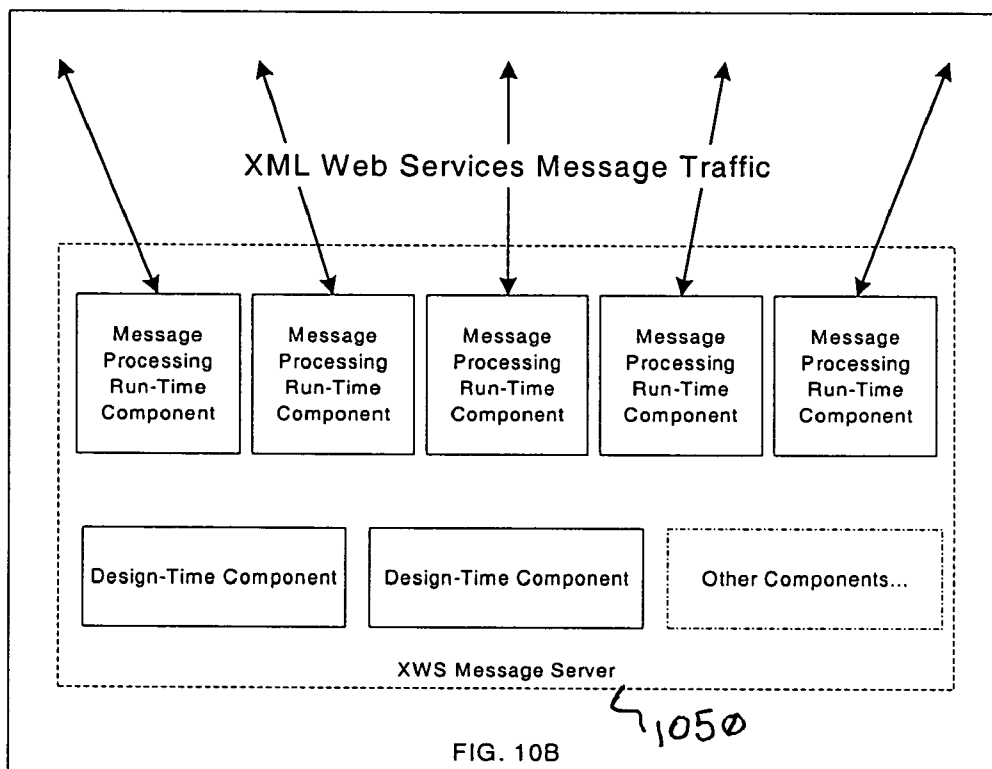 XML Web Services Message Traffic
Message
Processing
Run-Time
Component
Message
Processing
Run-Time
Component
Message
Processing
Run-Time
Component
Message
Processing
Run-Time
Component
Message
Processing
Run-Time
Component
Design-Time Component
Design-Time Component
Other Components...
XWS Message Server
1050
FIG. 10B